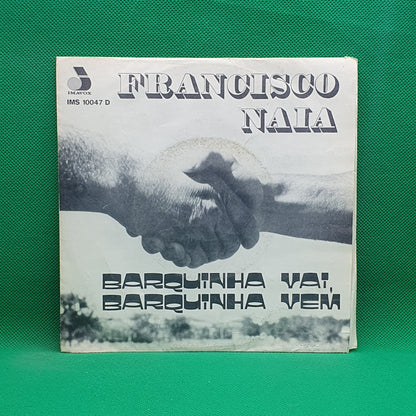 IMAVOX
IMS 10047 D
FRANCISCO
NAIA
BARQUINHA VAI,
BARQUINHA VEM